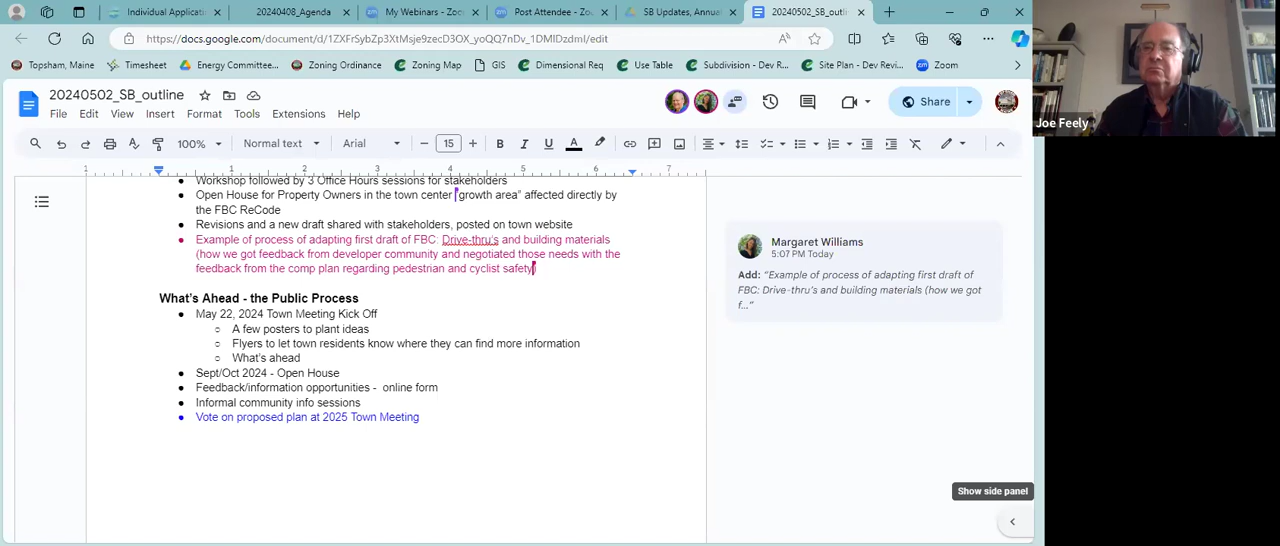 Individual Applicati
20240408_Agenda
My Webinars - Zoo
Post Attendee - Zo
SB Updates, Annua
20240502_SB_outli
https://docs.google.com/document/d/1ZXFrSybZp3XtMsje9zecD3OX_yoQQ7nDv_1DMIDzdmI/edit
Topsham, Maine
Timesheet
Energy Committee...
Zoning Ordinance
Zoning Map
GIS
Dimensional Req
Use Table
Subdivision - Dev R...
Site Plan - Dev Revi...
Zoom
20240502_SB_outline
File Edit View Insert Format Tools Extensions Help
Share
100% Normal text Arial 15
1 1 2 3 4 5 6 7
Workshop followed by 3 Office Hours sessions for stakeholders
Open House for Property Owners in the town center "growth area" affected directly by
the FBC ReCode
Revisions and a new draft shared with stakeholders, posted on town website
Example of process of adapting first draft of FBC: Drive-thru's and building materials
(how we got feedback from developer community and negotiated those needs with the
feedback from the comp plan regarding pedestrian and cyclist safety)
What's Ahead - the Public Process
May 22, 2024 Town Meeting Kick Off
A few posters to plant ideas
Flyers to let town residents know where they can find more information
What's ahead
Sept/Oct 2024 - Open House
Feedback/information opportunities - online form
Informal community info sessions
Vote on proposed plan at 2025 Town Meeting
Margaret Williams
5:07 PM Today
Add: "Example of process of adapting first draft of
FBC: Drive-thru's and building materials (how we got
f..."
Show side panel
Joe Feely